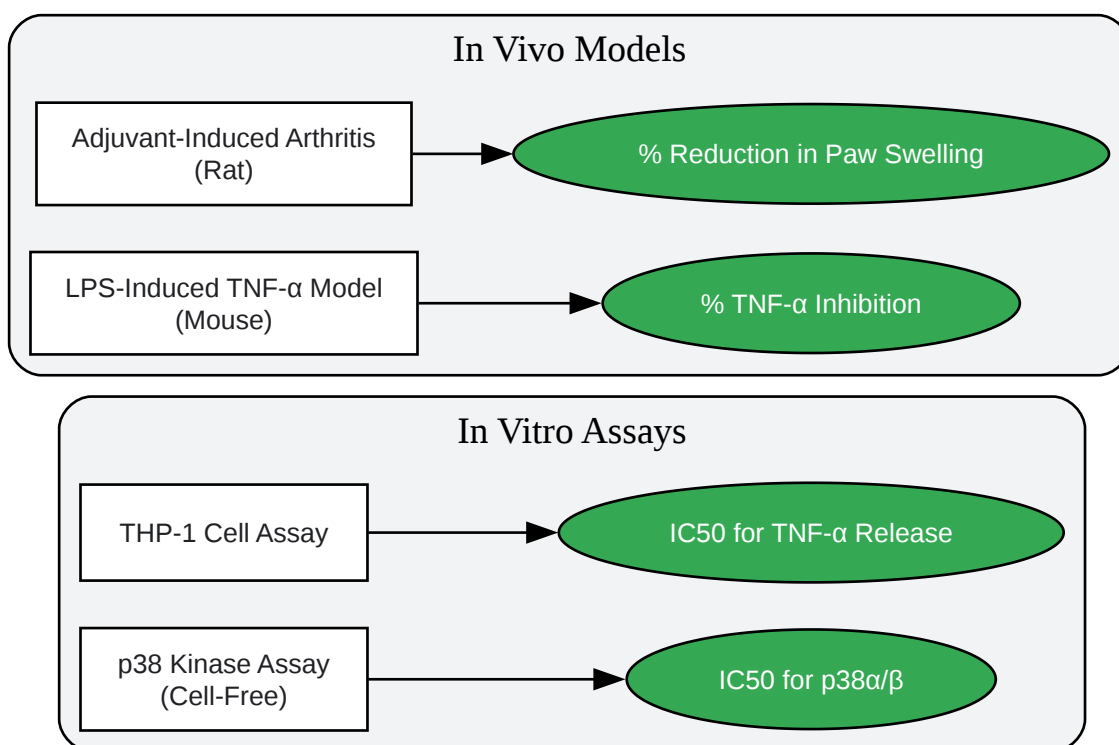 In Vivo Models
Adjuvant-Induced Arthritis
(Rat)
% Reduction in Paw Swelling
LPS-Induced TNF-α Model
(Mouse)
% TNF-α Inhibition
In Vitro Assays
THP-1 Cell Assay
IC50 for TNF-α Release
p38 Kinase Assay
(Cell-Free)
IC50 for p38α/β